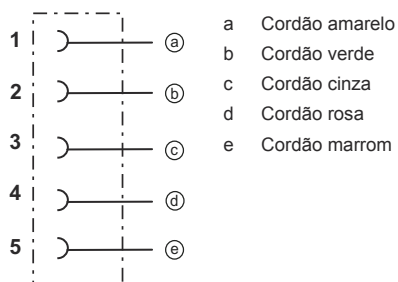 1 a
2 b
3 c
4 d
5 e
a Cordão amarelo
b Cordão verde
c Cordão cinza
d Cordão rosa
e Cordão marrom